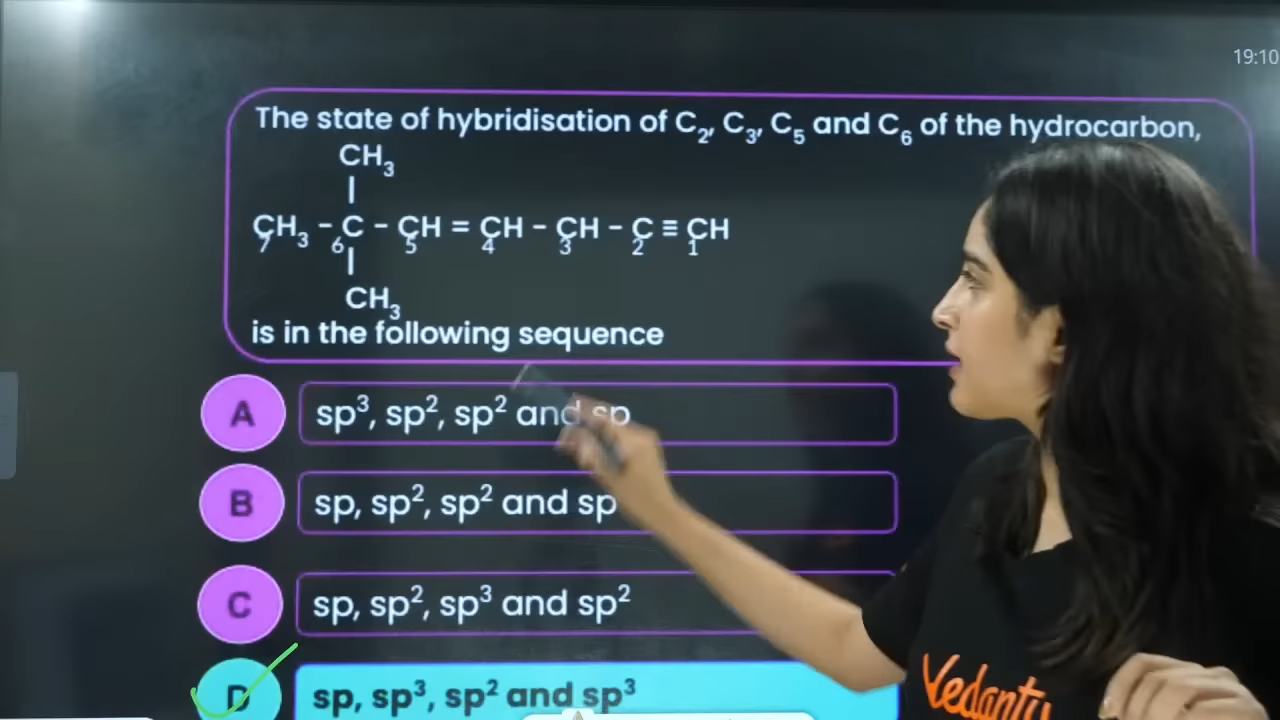 19:10
The state of hybridisation of C₂, C₃, C₅ and C₆ of the hydrocarbon,
CH₃
|
CH₃ – C – CH = CH – CH – C ≡ CH
7 6 5 4 3 2 1
|
CH₃
is in the following sequence
A sp³, sp², sp² and sp
B sp, sp², sp² and sp
C sp, sp², sp³ and sp²
D sp, sp³, sp² and sp³
Vedantu